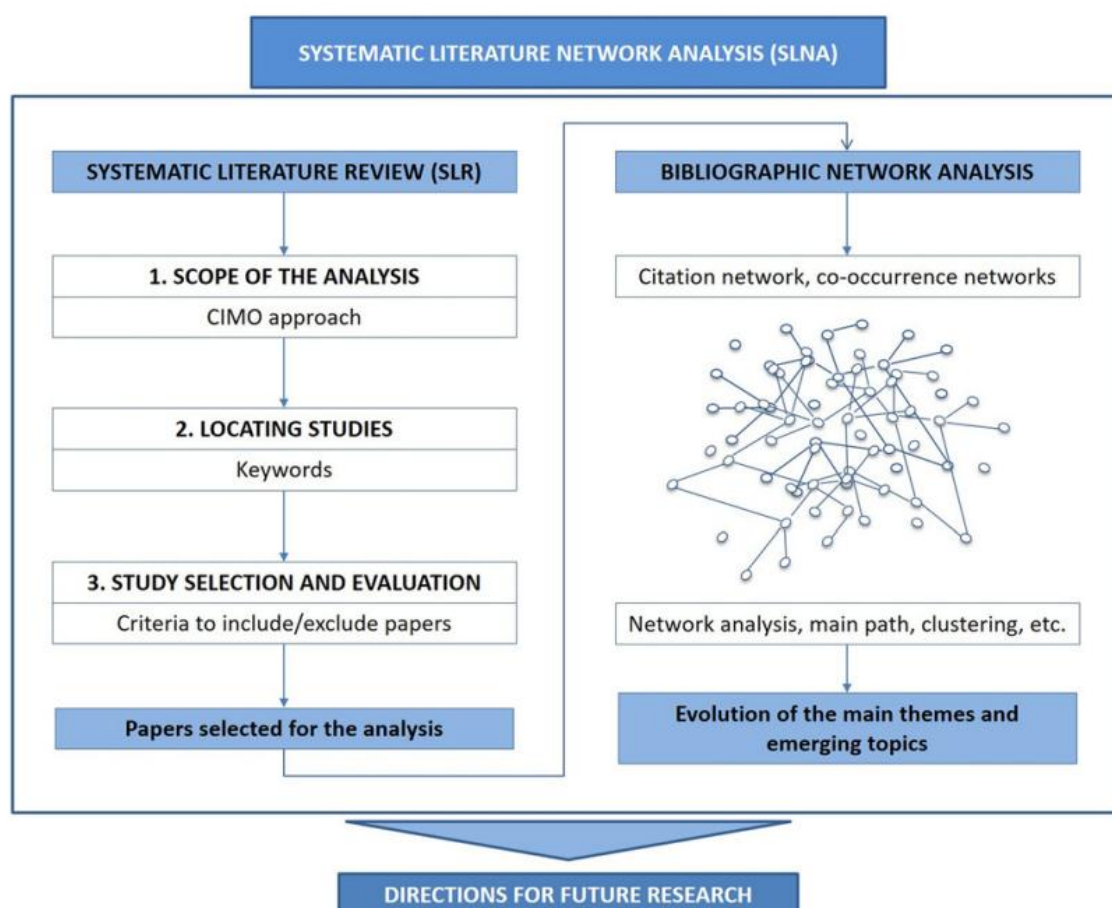 SYSTEMATIC LITERATURE NETWORK ANALYSIS (SLNA)
SYSTEMATIC LITERATURE REVIEW (SLR)
1. SCOPE OF THE ANALYSIS
CIMO approach
2. LOCATING STUDIES
Keywords
3. STUDY SELECTION AND EVALUATION
Criteria to include/exclude papers
Papers selected for the analysis
BIBLIOGRAPHIC NETWORK ANALYSIS
Citation network, co-occurrence networks
Network analysis, main path, clustering, etc.
Evolution of the main themes and
emerging topics
DIRECTIONS FOR FUTURE RESEARCH